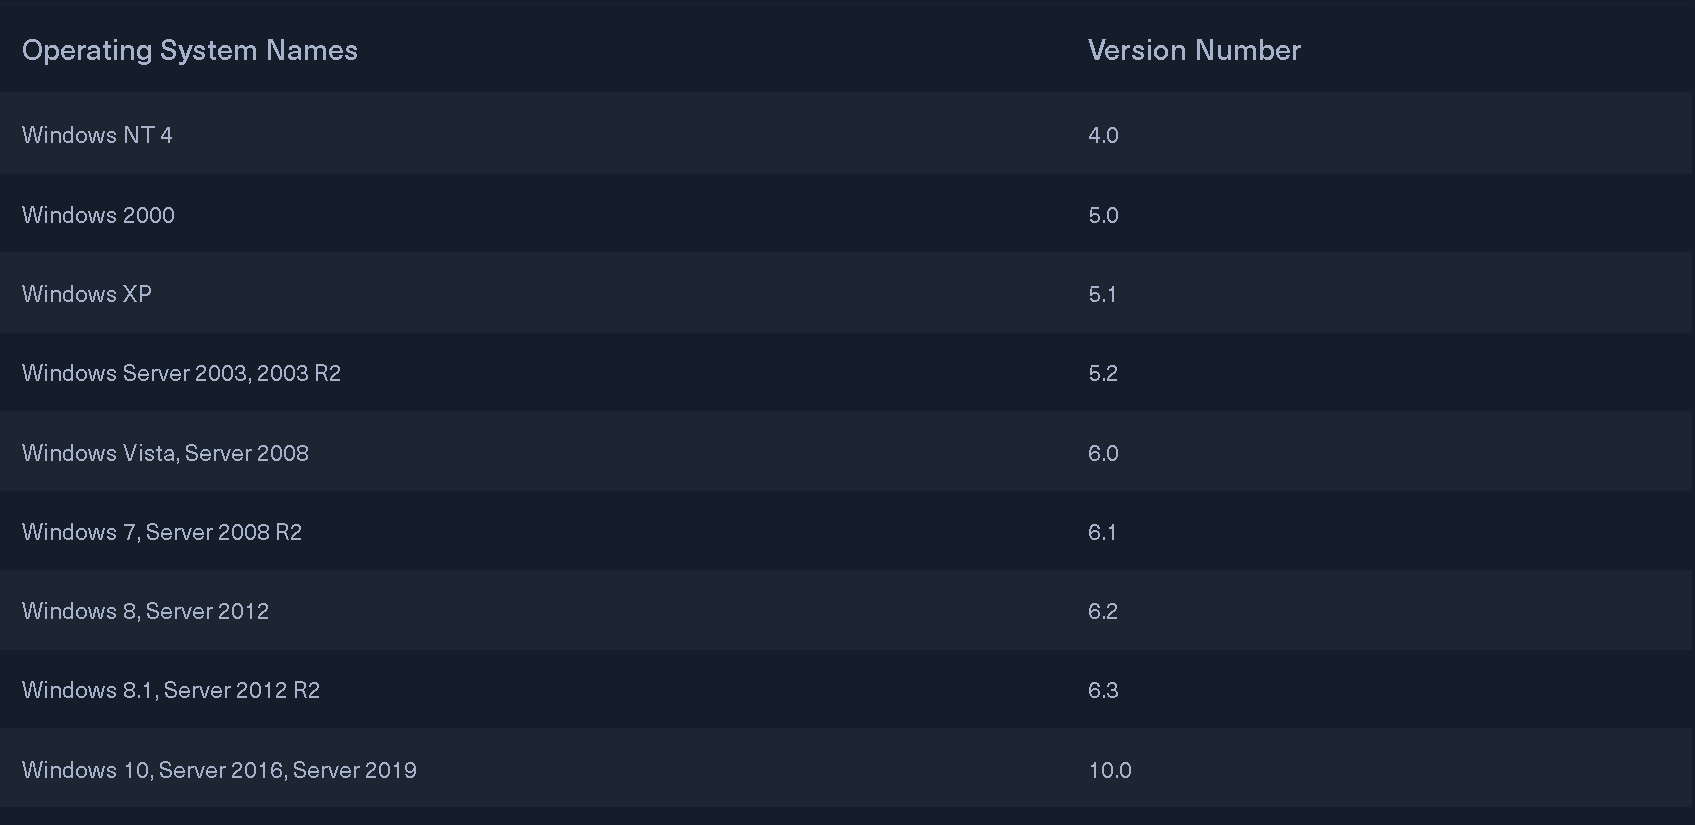 Operating System Names Version Number
Windows NT 4 4.0
Windows 2000 5.0
Windows XP 5.1
Windows Server 2003, 2003 R2 5.2
Windows Vista, Server 2008 6.0
Windows 7, Server 2008 R2 6.1
Windows 8, Server 2012 6.2
Windows 8.1, Server 2012 R2 6.3
Windows 10, Server 2016, Server 2019 10.0